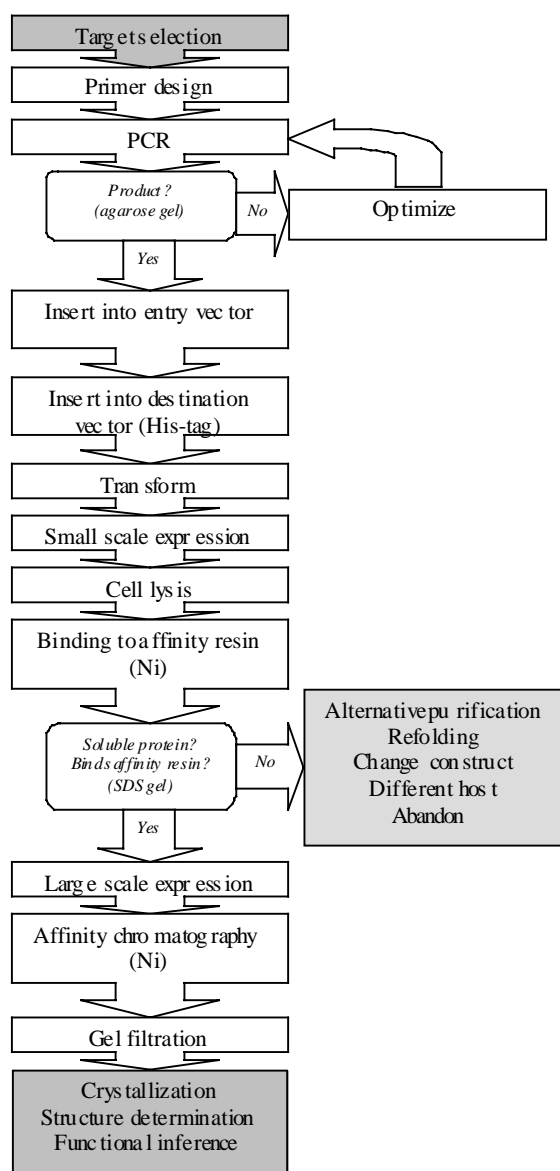 Targets election
Primer design
PCR
Product?
(agarose gel)
No
Optimize
Yes
Insert into entry vector
Insert into destination
vector (His-tag)
Transform
Small scale expression
Cell lysis
Binding to affinity resin
(Ni)
Soluble protein?
Binds affinity resin?
(SDS gel)
No
Alternative purification
Refolding
Change construct
Different host
Abandon
Yes
Large scale expression
Affinity chromatography
(Ni)
Gel filtration
Crystallization
Structure determination
Functional inference